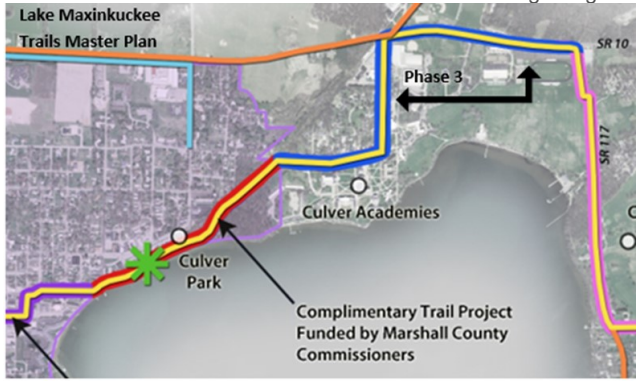 Lake Maxinkuckee
Trails Master Plan
SR 10
Phase 3
SR 117
Culver Academies
Culver
Park
Complimentary Trail Project
Funded by Marshall County
Commissioners